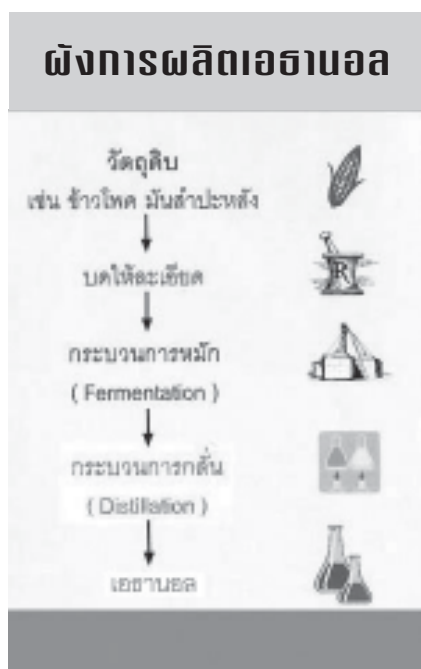 ผังการผลิตเอธานอล
วัตถุดิบ
เช่น ข้าวโพด มันสำปะหลัง
บดให้ละเอียด
กระบวนการหมัก
( Fermentation )
กระบวนการกลั่น
( Distillation )
เอธานอล
R